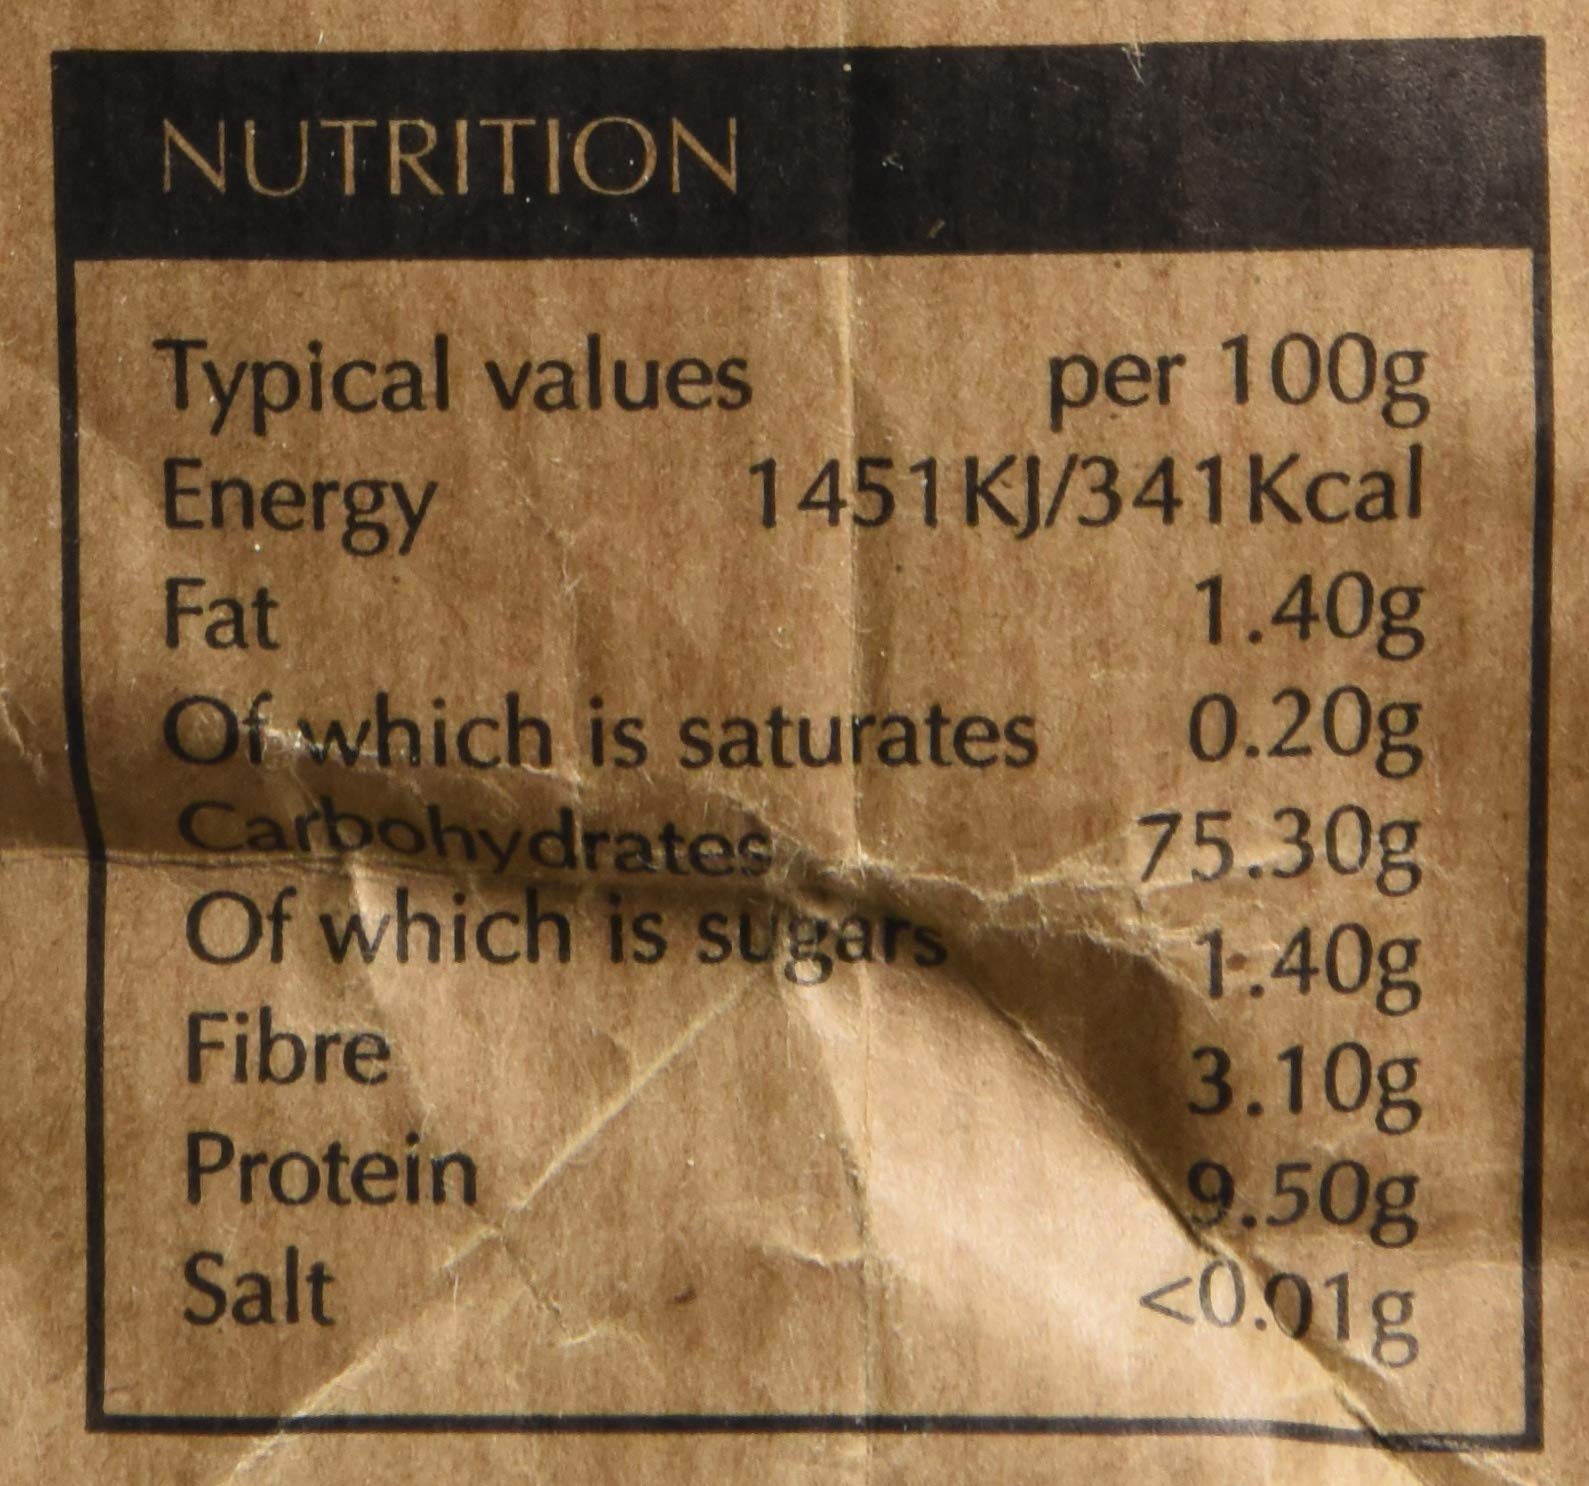 NUTRITION
Typical values per 100g
Energy 1451KJ/341Kcal
Fat 1.40g
Of which is saturates 0.20g
Carbohydrates 75.30g
Of which is sugars 1.40g
Fibre 3.10g
Protein 9.50g
Salt <0.01g